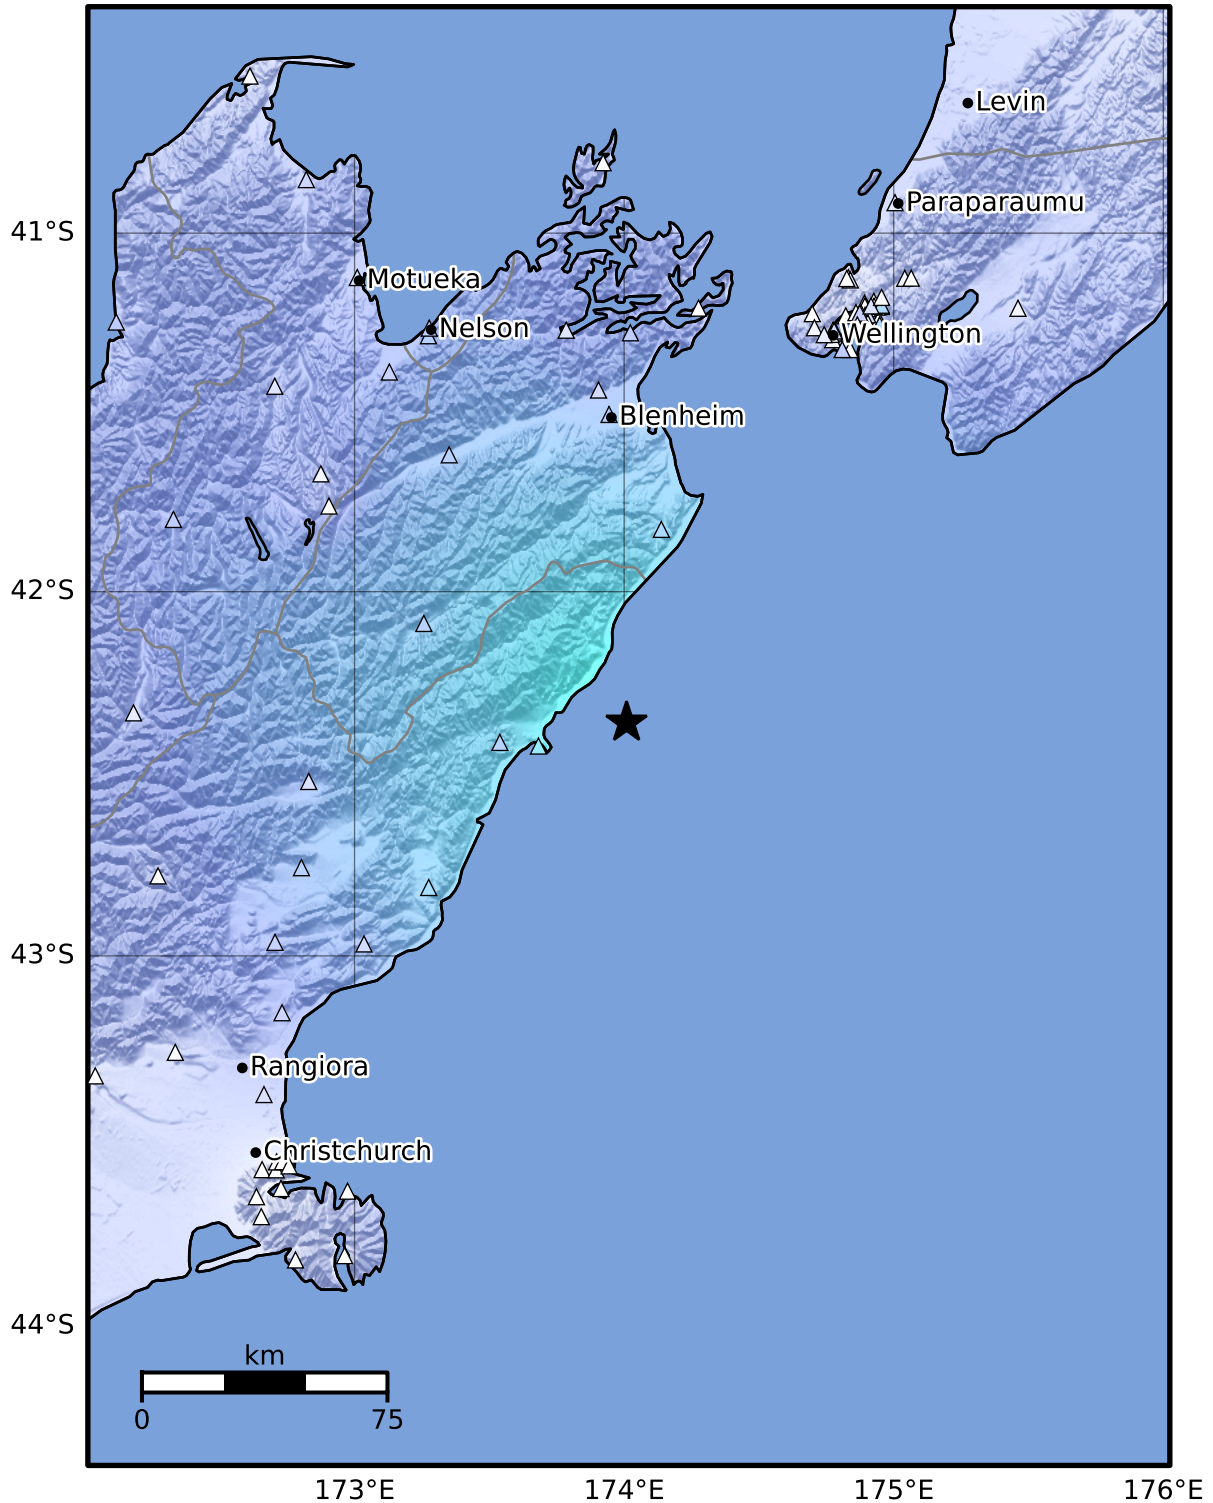 Levin
Paraparaumu
41°S
Motueka
Nelson
Wellington
Blenheim
42°S
43°S
Rangiora
Christchurch
44°S
km
0 75
173°E 174°E 175°E 176°E